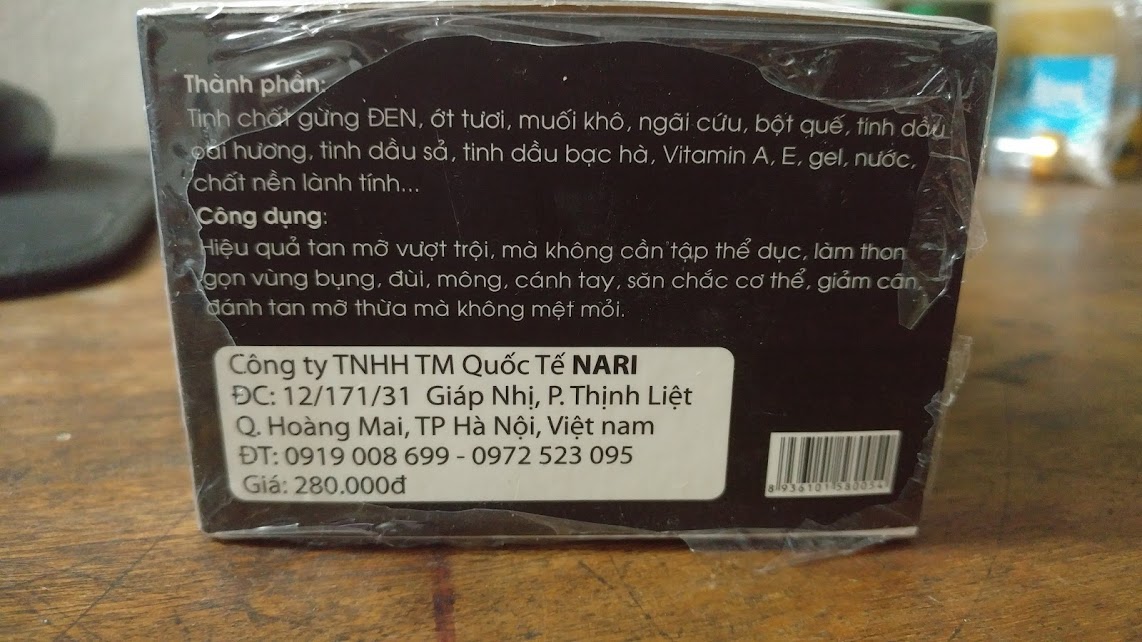 Thành phần:
Tinh chất gừng ĐEN, ớt tươi, muối khô, ngãi cứu, bột quế, tinh dầu
oải hương, tinh dầu sả, tinh dầu bạc hà, Vitamin A, E, gel, nước,
chất nền lành tính...
Công dụng:
Hiệu quả tan mỡ vượt trội, mà không cần tập thể dục, làm thon
gọn vùng bụng, đùi, mông, cánh tay, săn chắc cơ thể, giảm cân,
đánh tan mỡ thừa mà không mệt mỏi.
Công ty TNHH TM Quốc Tế NARI
ĐC: 12/171/31 Giáp Nhị, P. Thịnh Liệt
Q. Hoàng Mai, TP Hà Nội, Việt nam
ĐT: 0919 008 699 - 0972 523 095
Giá: 280.000đ
8 936101 580054